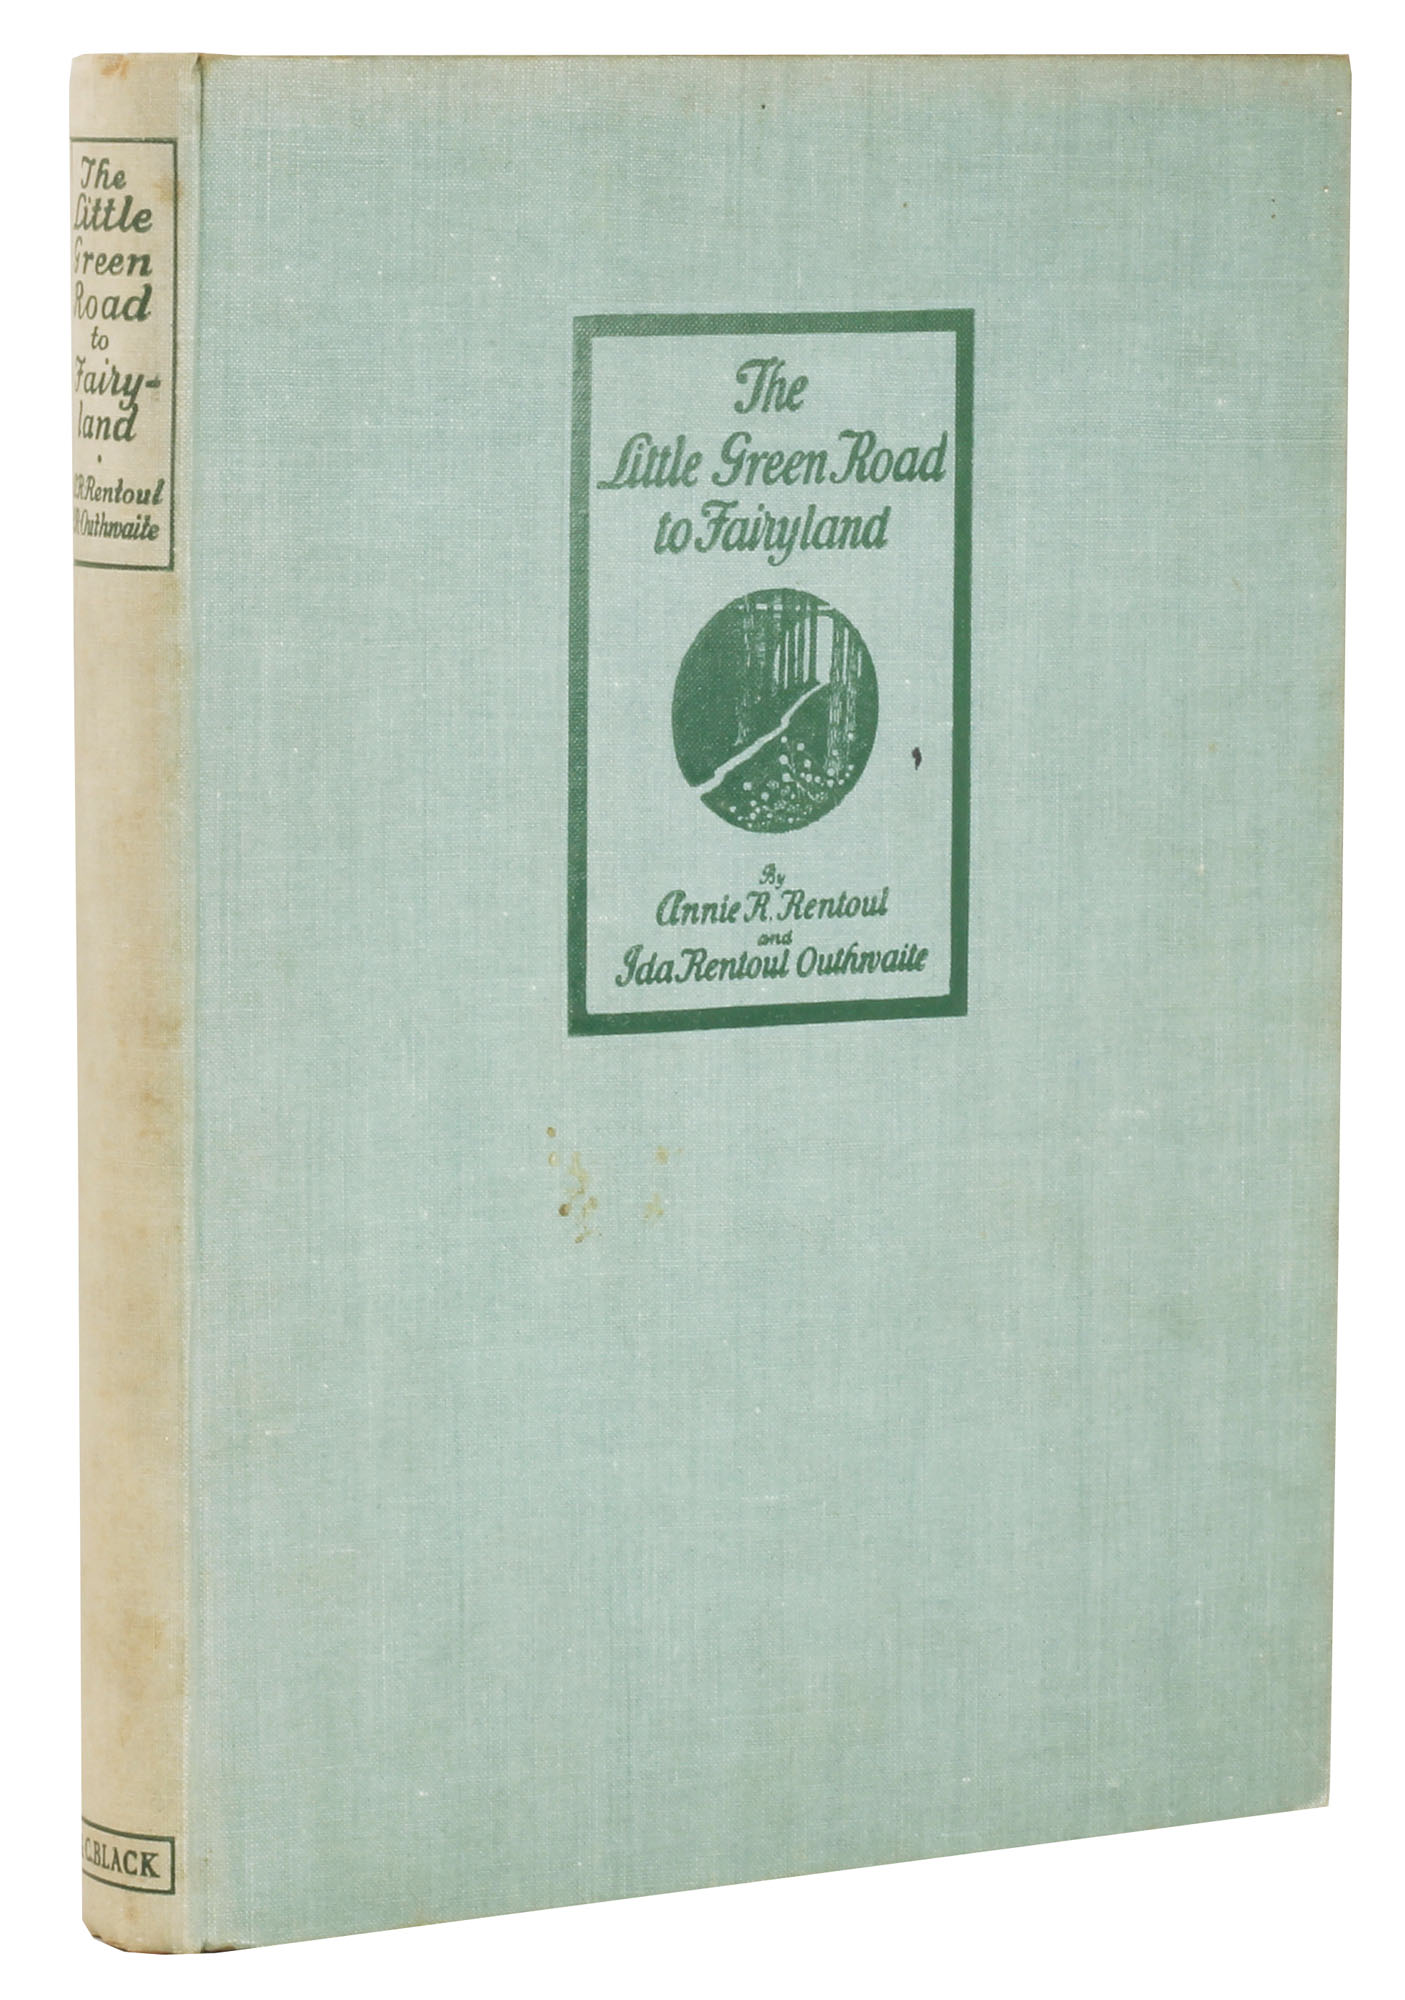 The
Little
Green
Road
to
Fairy-
land
Rentoul
Outhwaite
C. BLACK
The
Little Green Road
to Fairyland
By
Annie R. Rentoul
and
Ida Rentoul Outhwaite